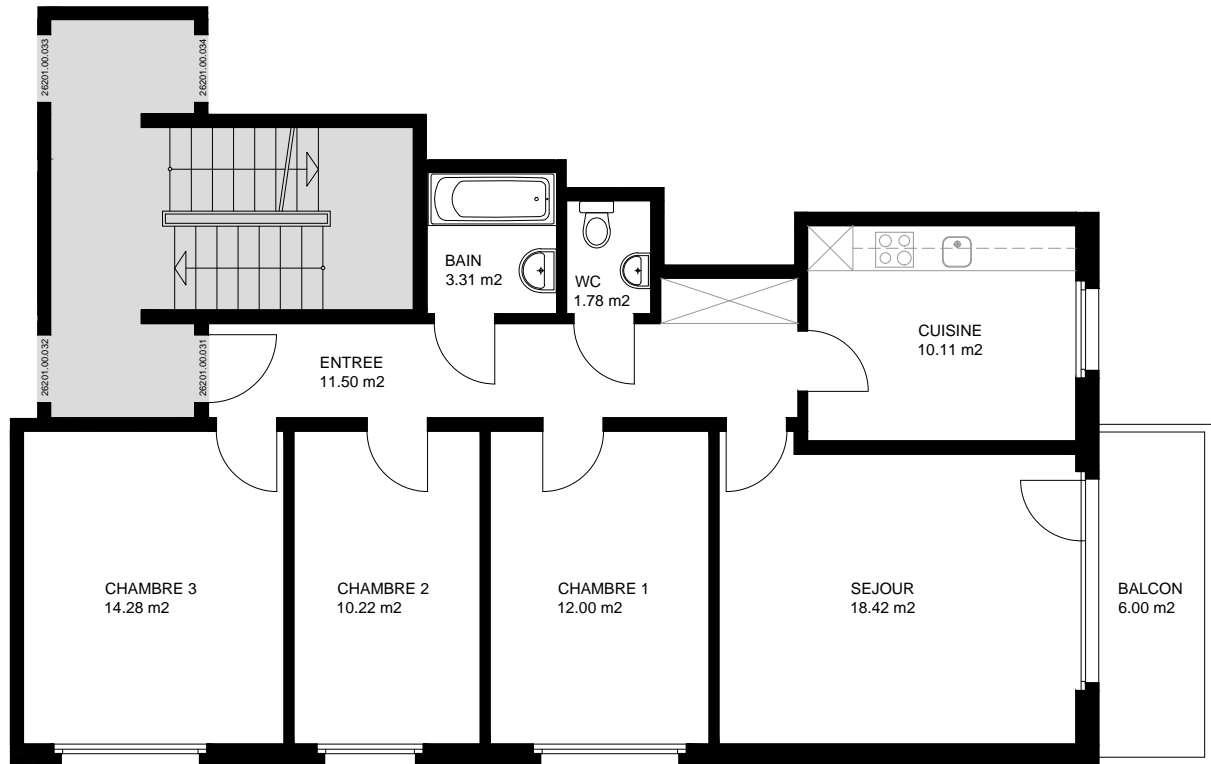 26201.00.033
26201.00.034
BAIN
3.31 m2
WC
1.78 m2
CUISINE
10.11 m2
26201.00.032
26201.00.031
ENTREE
11.50 m2
CHAMBRE 3
14.28 m2
CHAMBRE 2
10.22 m2
CHAMBRE 1
12.00 m2
SEJOUR
18.42 m2
BALCON
6.00 m2